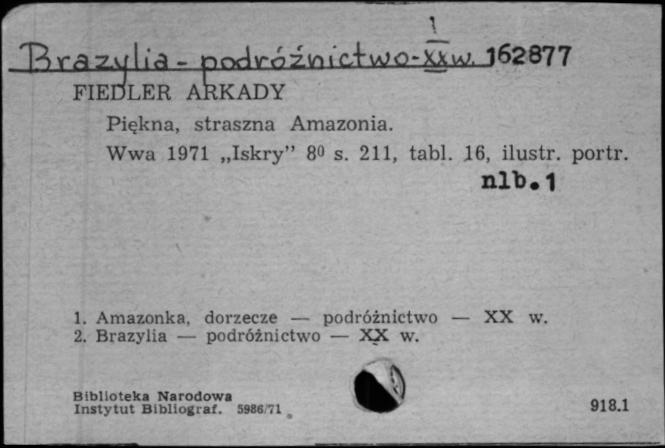 1
Brazylia - podróżnictwo - XX w. 162877
FIEDLER ARKADY
Piękna, straszna Amazonia.
Wwa 1971 „Iskry” 8⁰ s. 211, tabl. 16, ilustr. portr.
nlb. 1
1. Amazonka, dorzecze — podróżnictwo — XX w.
2. Brazylia — podróżnictwo — XX w.
Biblioteka Narodowa
Instytut Bibliograf. 5986/71
918.1